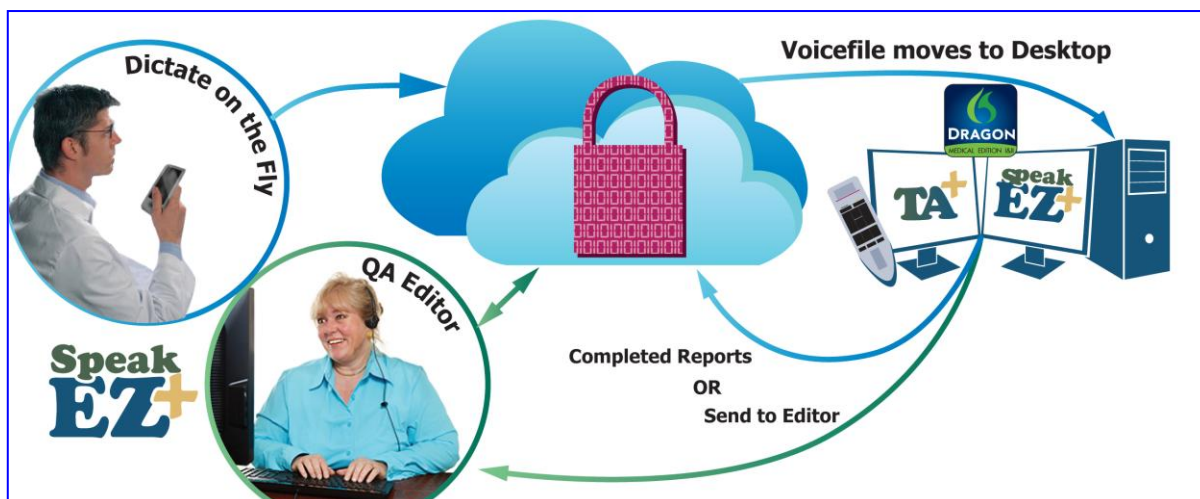 Dictate on the Fly
Voicefile moves to Desktop
DRAGON
MEDICAL EDITION
TA+
Speak
EZ+
QA Editor
Speak
EZ+
Completed Reports
OR
Send to Editor